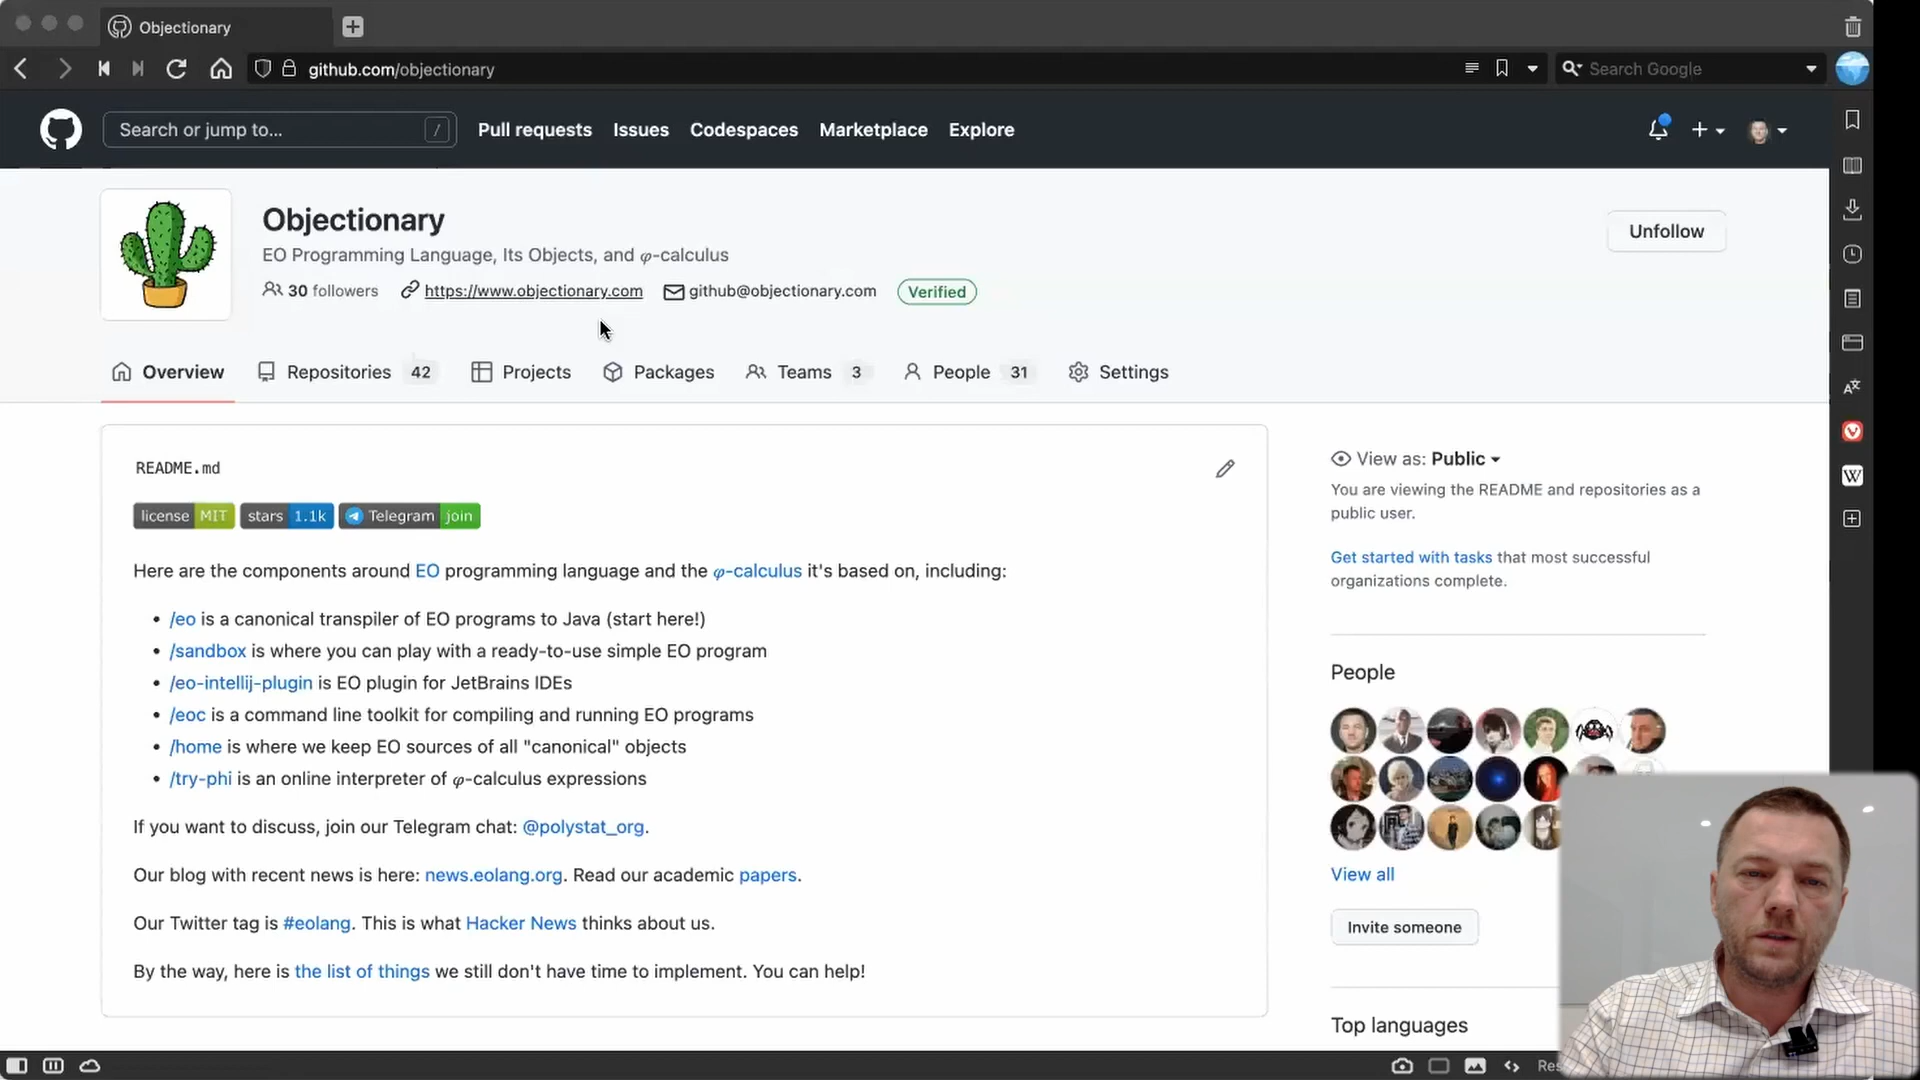 Objectionary
github.com/objectionary
Search Google
Search or jump to...
/
Pull requests
Issues
Codespaces
Marketplace
Explore
Objectionary
EO Programming Language, Its Objects, and φ-calculus
30 followers
https://www.objectionary.com
github@objectionary.com
Verified
Unfollow
Overview
Repositories 42
Projects
Packages
Teams 3
People 31
Settings
README.md
license MIT
stars 1.1k
Telegram join
Here are the components around EO programming language and the φ-calculus it's based on, including:
• /eo is a canonical transpiler of EO programs to Java (start here!)
• /sandbox is where you can play with a ready-to-use simple EO program
• /eo-intellij-plugin is EO plugin for JetBrains IDEs
• /eoc is a command line toolkit for compiling and running EO programs
• /home is where we keep EO sources of all "canonical" objects
• /try-phi is an online interpreter of φ-calculus expressions
If you want to discuss, join our Telegram chat: @polystat_org.
Our blog with recent news is here: news.eolang.org. Read our academic papers.
Our Twitter tag is #eolang. This is what Hacker News thinks about us.
By the way, here is the list of things we still don't have time to implement. You can help!
View as: Public
You are viewing the README and repositories as a
public user.
Get started with tasks that most successful
organizations complete.
People
View all
Invite someone
Top languages
W